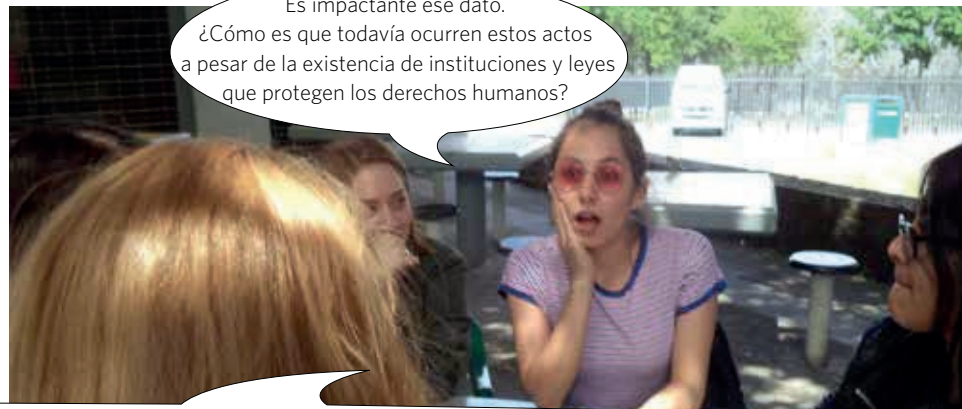 Es impactante ese dato.
¿Cómo es que todavía ocurren estos actos
a pesar de la existencia de instituciones y leyes
que protegen los derechos humanos?